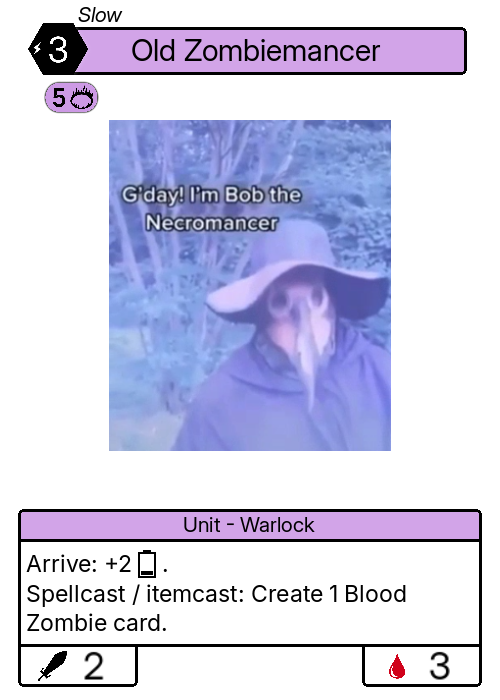 Slow
3
Old Zombiemancer
5
G'day! I'm Bob the
Necromancer
Unit - Warlock
Arrive: +2 .
Spellcast / itemcast: Create 1 Blood
Zombie card.
2
3